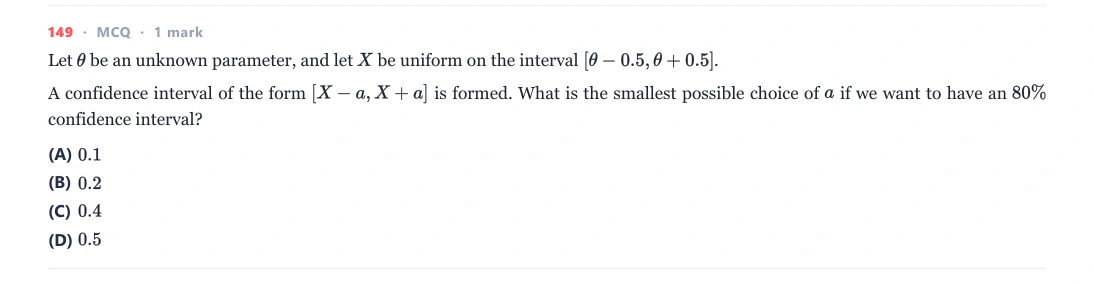 149 · MCQ · 1 mark
Let θ be an unknown parameter, and let X be uniform on the interval [θ − 0.5, θ + 0.5].
A confidence interval of the form [X − a, X + a] is formed. What is the smallest possible choice of a if we want to have an 80%
confidence interval?
(A) 0.1
(B) 0.2
(C) 0.4
(D) 0.5